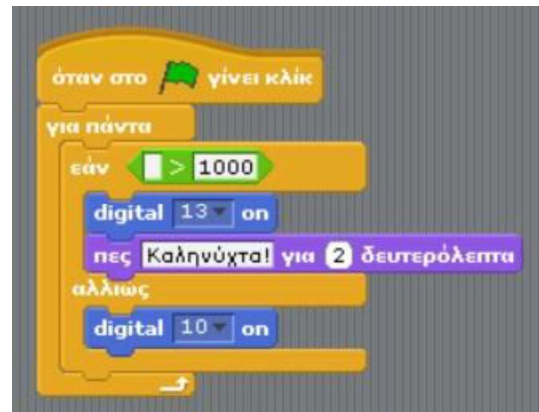 όταν στο γίνει κλίκ
για πάντα
εάν > 1000
digital 13 on
πες Καληνύχτα! για 2 δευτερόλεπτα
αλλιώς
digital 10 on